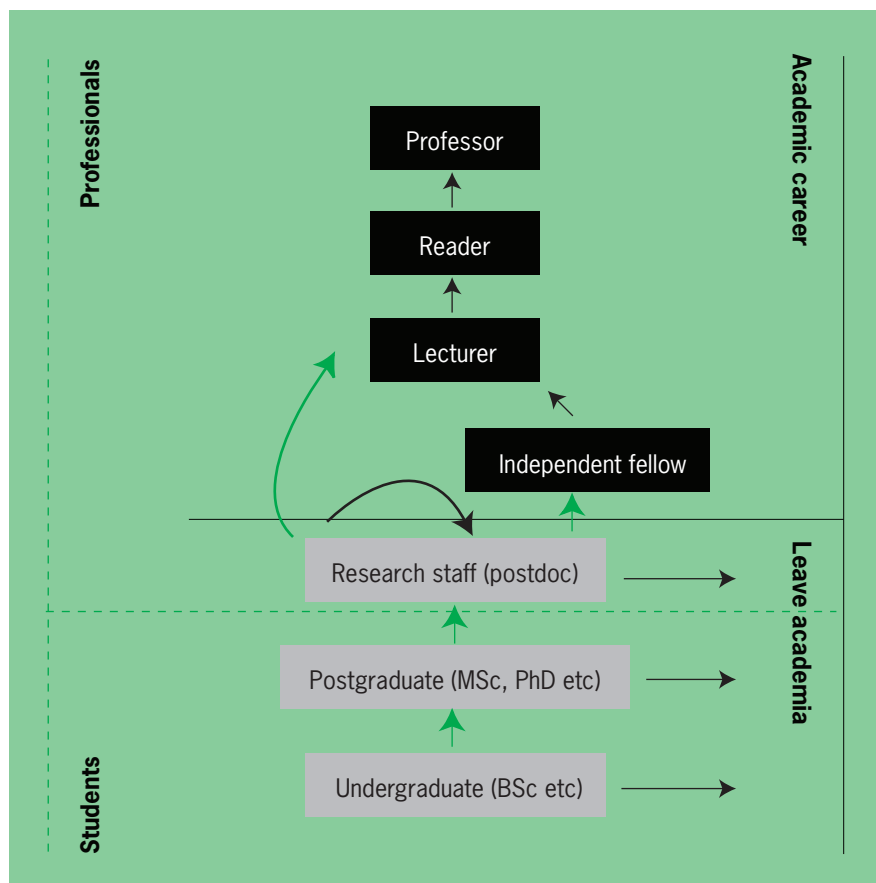 Professionals
Academic career
Professor
Reader
Lecturer
Independent fellow
Research staff (postdoc)
Leave academia
Postgraduate (MSc, PhD etc)
Undergraduate (BSc etc)
Students